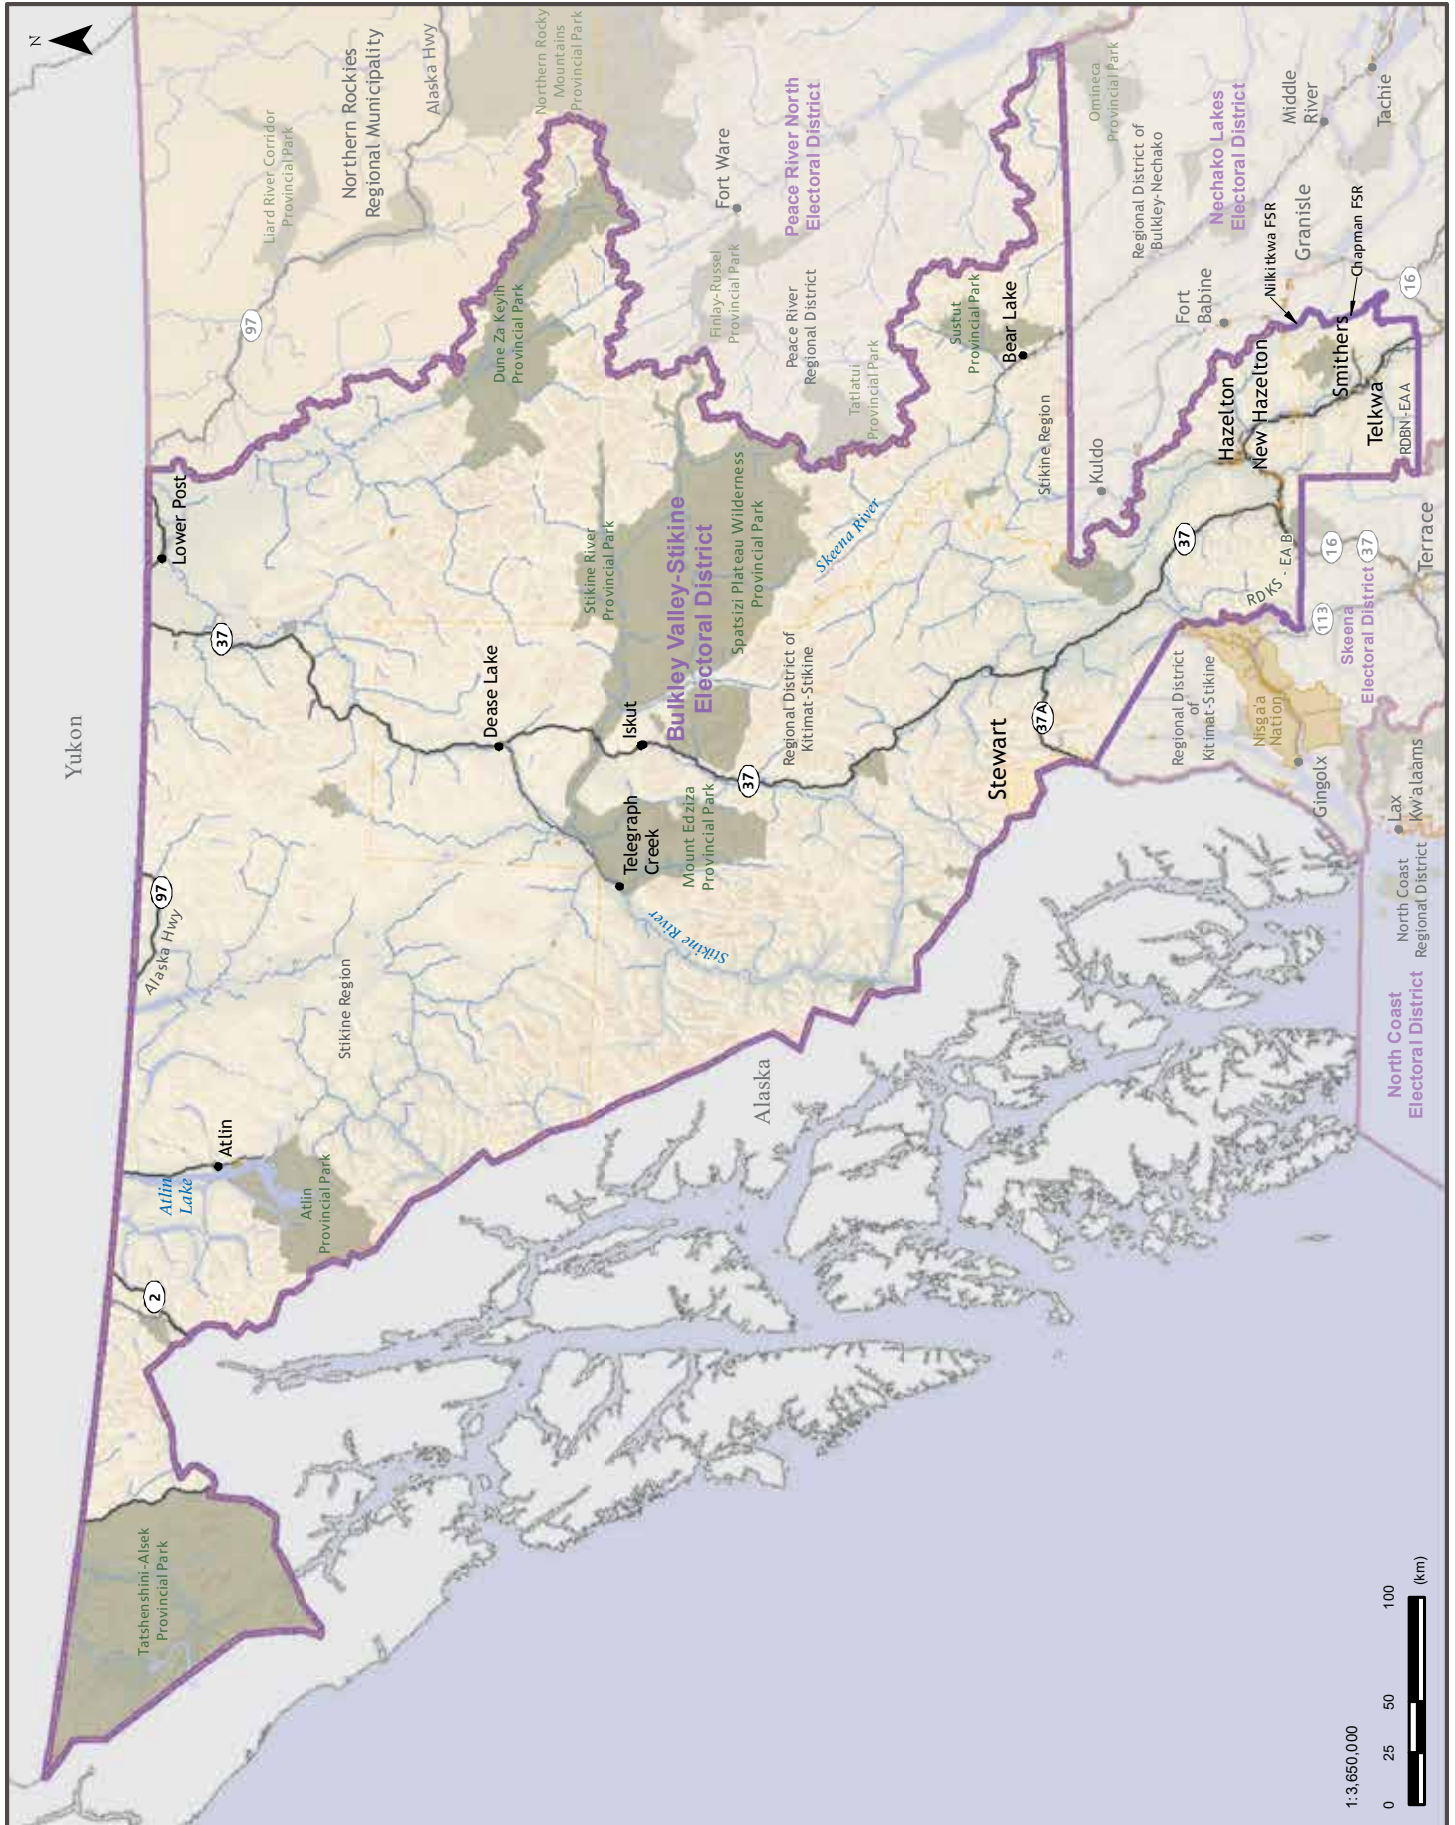 N
Yukon
Liard River Corridor
Provincial Park
Northern Rockies
Regional Municipality
Alaska Hwy
Northern Rocky
Mountains
Provincial Park
97
Lower Post
37
97
Alaska Hwy
Atlin
Atlin
Lake
2
Tatshenshini-Alsek
Provincial Park
Atlin
Provincial Park
Stikine Region
Dease Lake
Dune Za Keyih
Provincial Park
Stikine River
Provincial Park
Bulkley Valley-Stikine
Electoral District
Spatsizi Plateau Wilderness
Provincial Park
Iskut
Telegraph
Creek
Mount Edziza
Provincial Park
37
Stikine River
Alaska
Fort Ware
Finlay-Russel
Provincial Park
Peace River North
Electoral District
Peace River
Regional District
Tatlatui
Provincial Park
Skeena River
Regional District of
Kitimat-Stikine
Sustut
Provincial Park
Bear Lake
Stikine Region
Kuldo
Omineca
Provincial Park
Regional District of
Bulkley-Nechako
Nechako Lakes
Electoral District
Middle
River
Tachie
Fort
Babine
Granisle
Nilkitkwa FSR
Chapman FSR
16
Hazelton
New Hazelton
Smithers
Telkwa
RDBN-EA A
37
RDKS - EA B
16
37
Terrace
113
Skeena
Electoral District
Stewart
37A
Regional District
of
Kitimat-Stikine
Nisga'a
Nation
Gingolx
Lax
Kw'alaams
North Coast
Regional District
North Coast
Electoral District
1:3,650,000
0
25
50
100
(km)